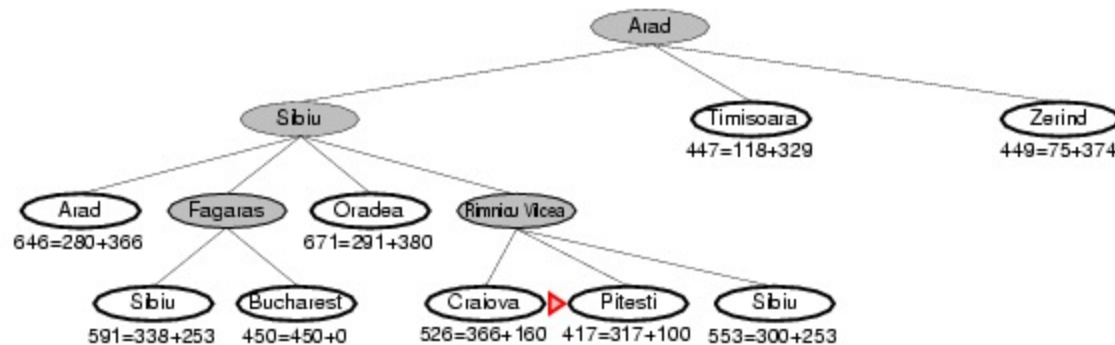 Arad
Sibiu Timisoara Zerind
447=118+329 449=75+374
Arad Fagaras Oradea Rimnicu Vilcea
646=280+366 671=291+380
Sibiu Bucharest Craiova Pitesti Sibiu
591=338+253 450=450+0 526=366+160 417=317+100 553=300+253